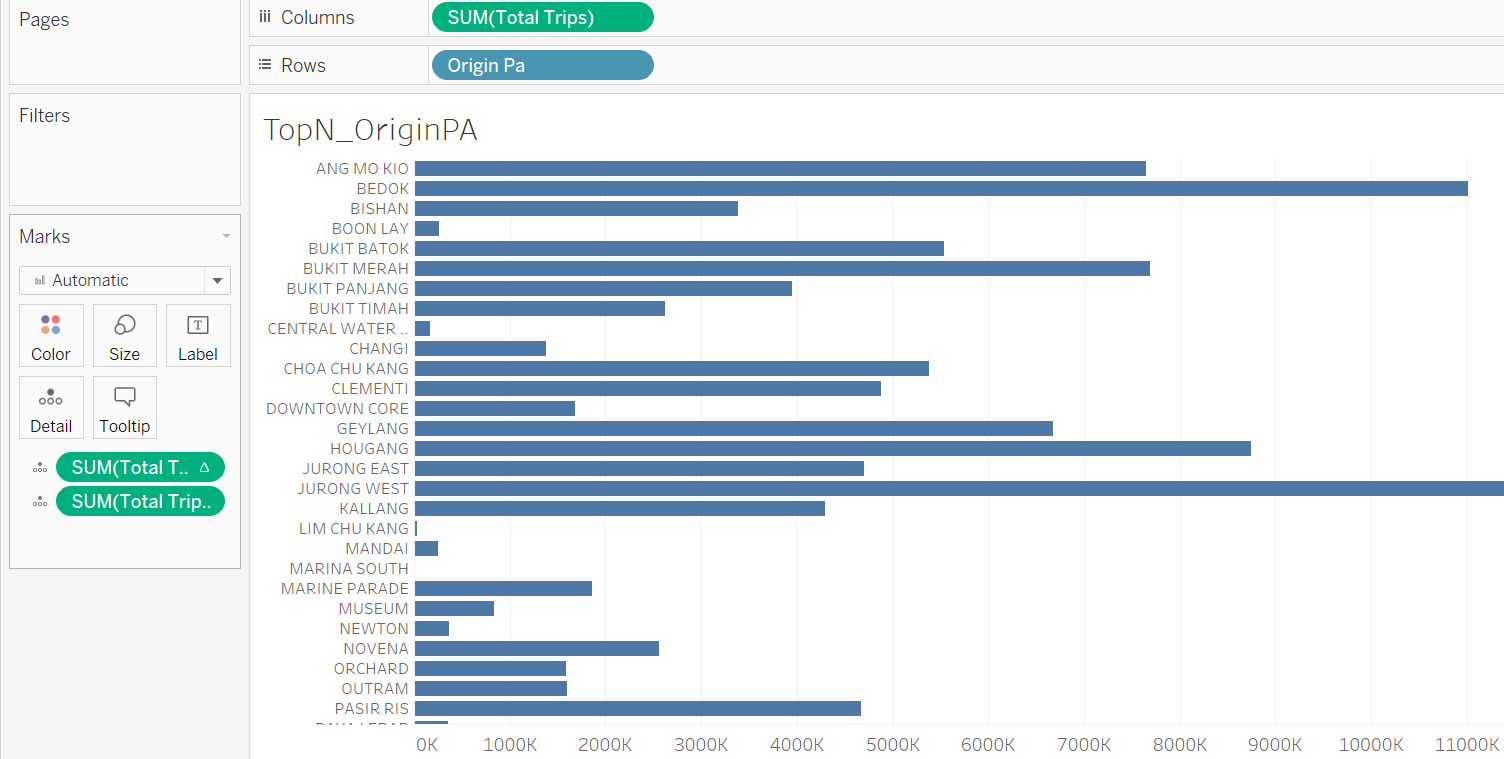 Pages
Columns
SUM(Total Trips)
Rows
Origin Pa
Filters
Marks
Automatic
Color
Size
Label
Detail
Tooltip
SUM(Total T.. Δ
SUM(Total Trip..
TopN_OriginPA
ANG MO KIO
BEDOK
BISHAN
BOON LAY
BUKIT BATOK
BUKIT MERAH
BUKIT PANJANG
BUKIT TIMAH
CENTRAL WATER ..
CHANGI
CHOA CHU KANG
CLEMENTI
DOWNTOWN CORE
GEYLANG
HOUGANG
JURONG EAST
JURONG WEST
KALLANG
LIM CHU KANG
MANDAI
MARINA SOUTH
MARINE PARADE
MUSEUM
NEWTON
NOVENA
ORCHARD
OUTRAM
PASIR RIS
0K 1000K 2000K 3000K 4000K 5000K 6000K 7000K 8000K 9000K 10000K 11000K